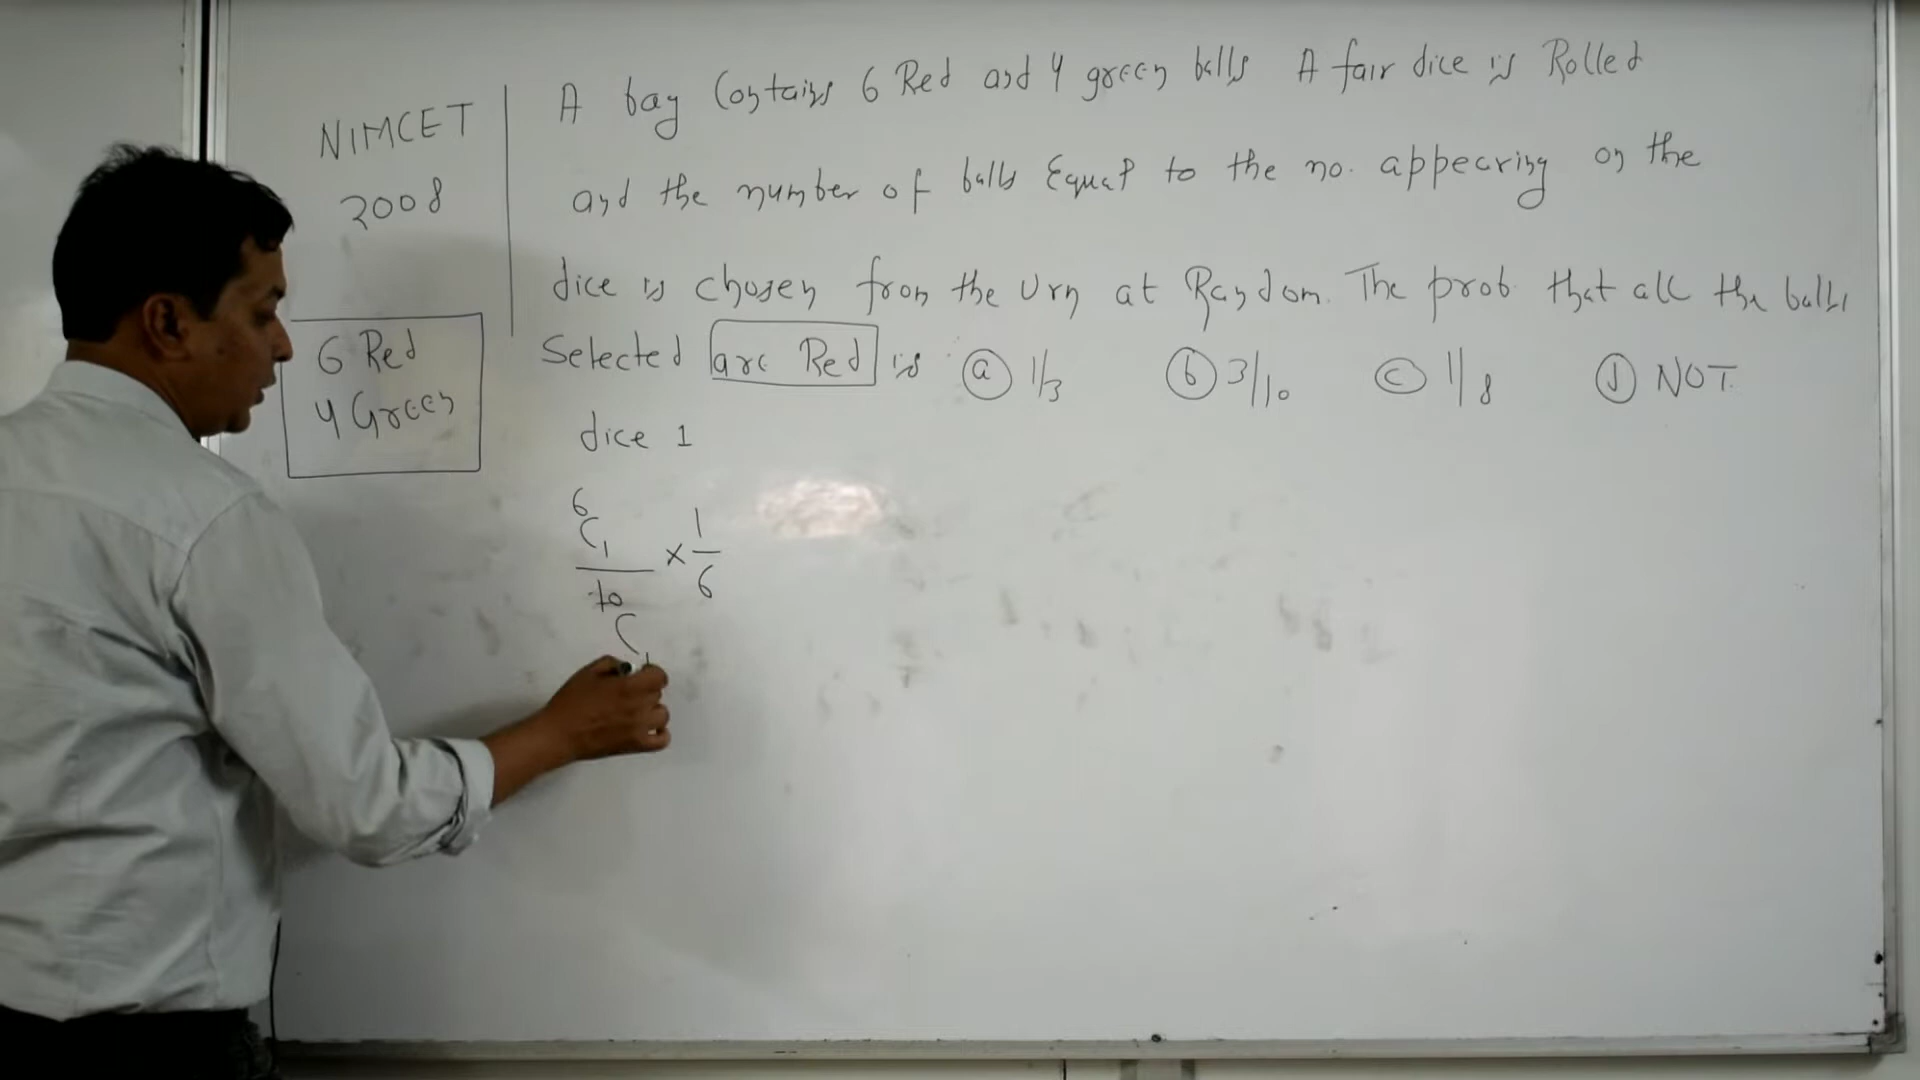 NIMCET
2008
A bag Contains 6 Red and 4 green balls A fair dice is Rolled
and the number of balls Equal to the no. appearing on the
dice is chosen from the Urn at Random. The prob. that all the balls
Selected are Red is (a) 1/3 (b) 3/10 (c) 1/8 (d) NOT
6 Red
4 Green
dice 1
6C1 × 1
10C1 6